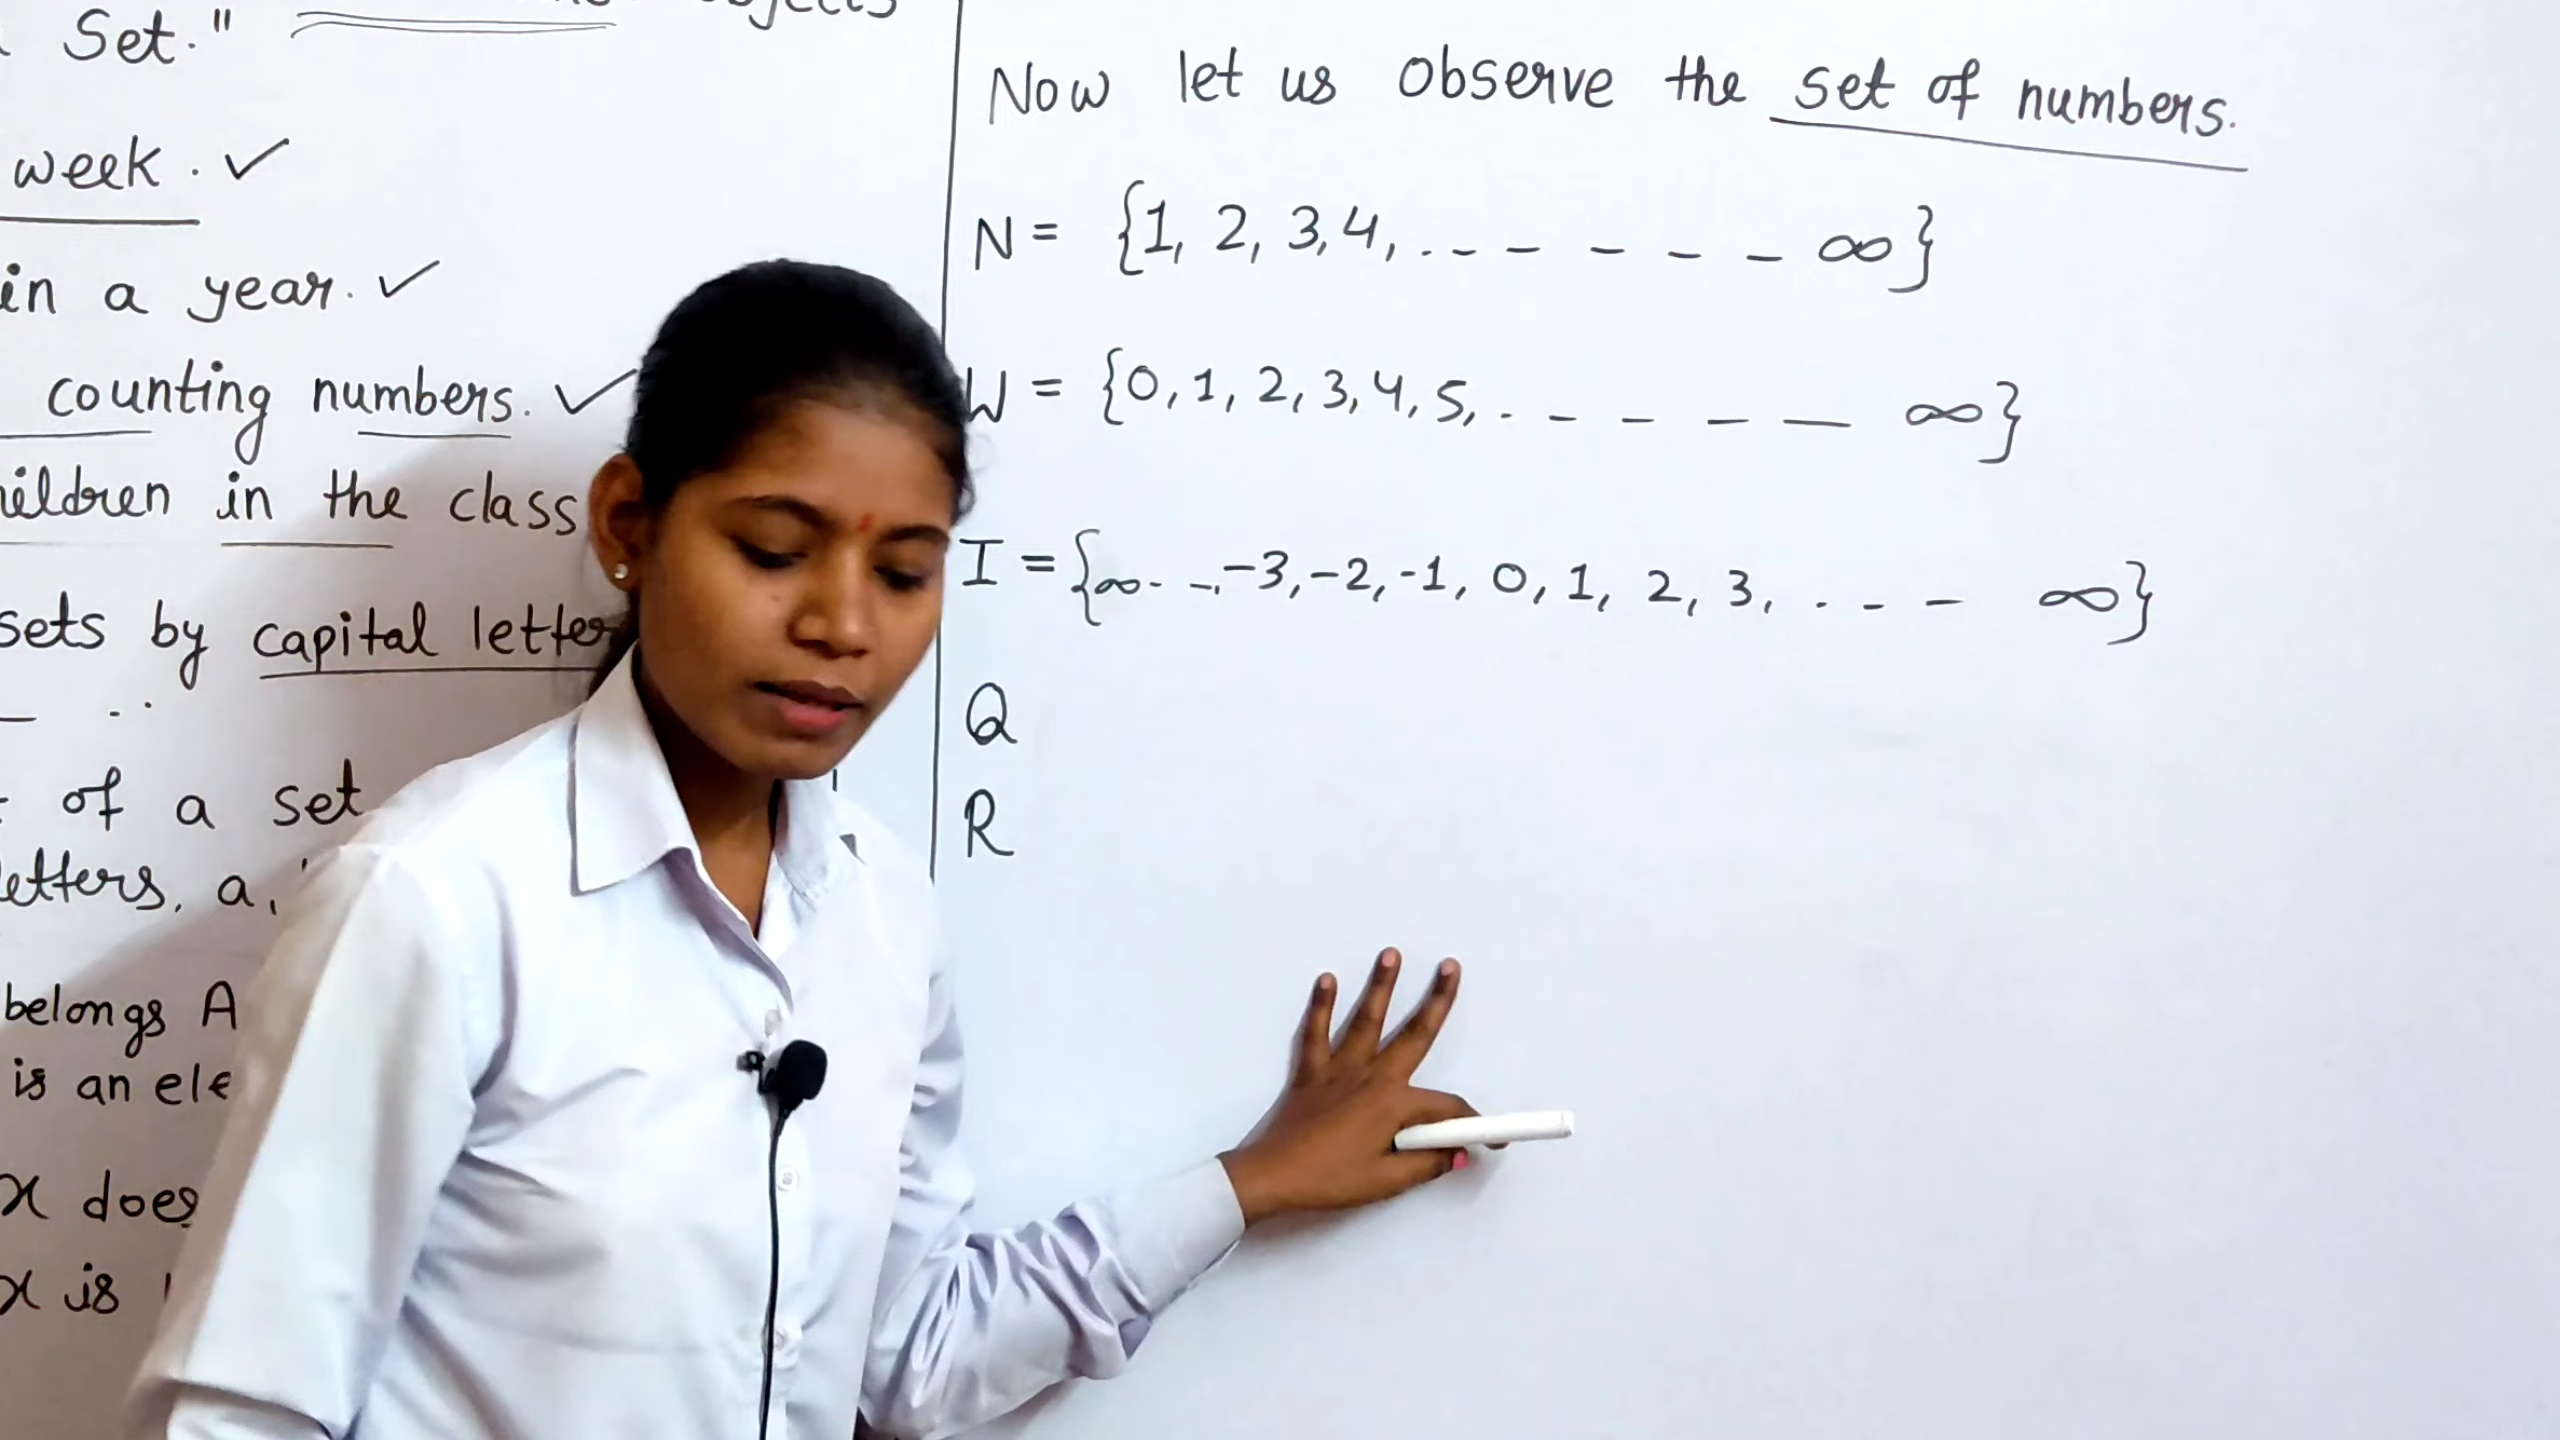 Set."
week. ✓
in a year. ✓
counting numbers. ✓
in the class
sets by capital letter
of a set
a,
belongs A
is an ele
x does
x is
Now let us observe the set of numbers.
N = {1, 2, 3, 4, . - - - - - - ∞}
W = {0, 1, 2, 3, 4, 5, . - - - - ∞}
I = {∞ - -, -3, -2, -1, 0, 1, 2, 3, . - - ∞}
Q
R